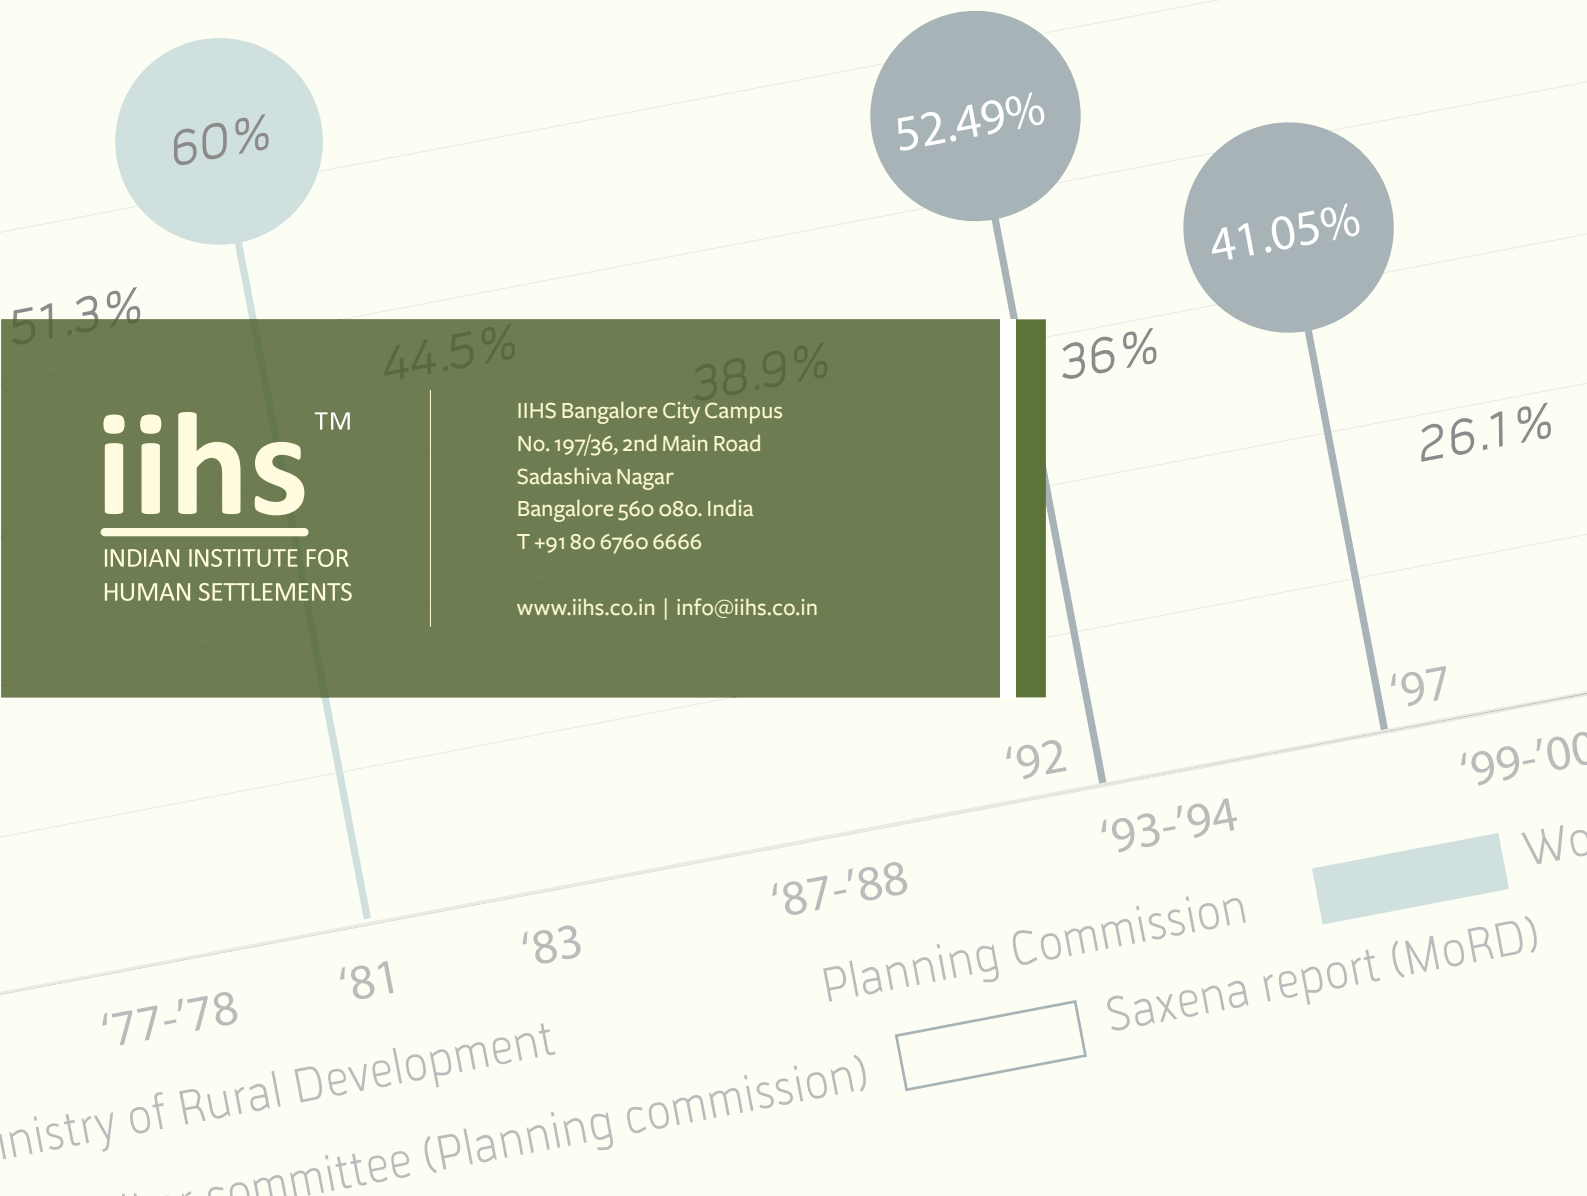 60%
52.49%
41.05%
51.3%
44.5%
38.9%
36%
26.1%
iihs™
INDIAN INSTITUTE FOR
HUMAN SETTLEMENTS
IIHS Bangalore City Campus
No. 197/36, 2nd Main Road
Sadashiva Nagar
Bangalore 560 080. India
T +91 80 6760 6666
www.iihs.co.in | info@iihs.co.in
‘77-’78
‘81
‘83
‘87-’88
‘92
‘93-’94
‘97
‘99-’00
Planning Commission
of Rural Development
committee (Planning commission)
Saxena report (MoRD)